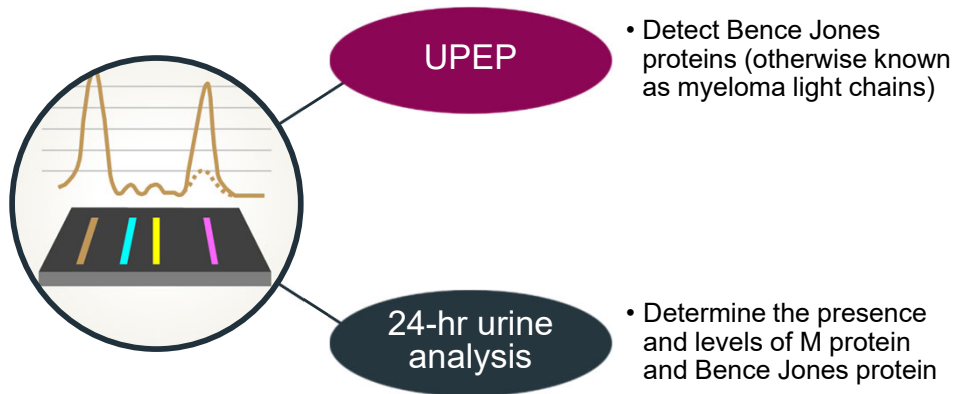 UPEP
• Detect Bence Jones
proteins (otherwise known
as myeloma light chains)
24-hr urine
analysis
• Determine the presence
and levels of M protein
and Bence Jones protein